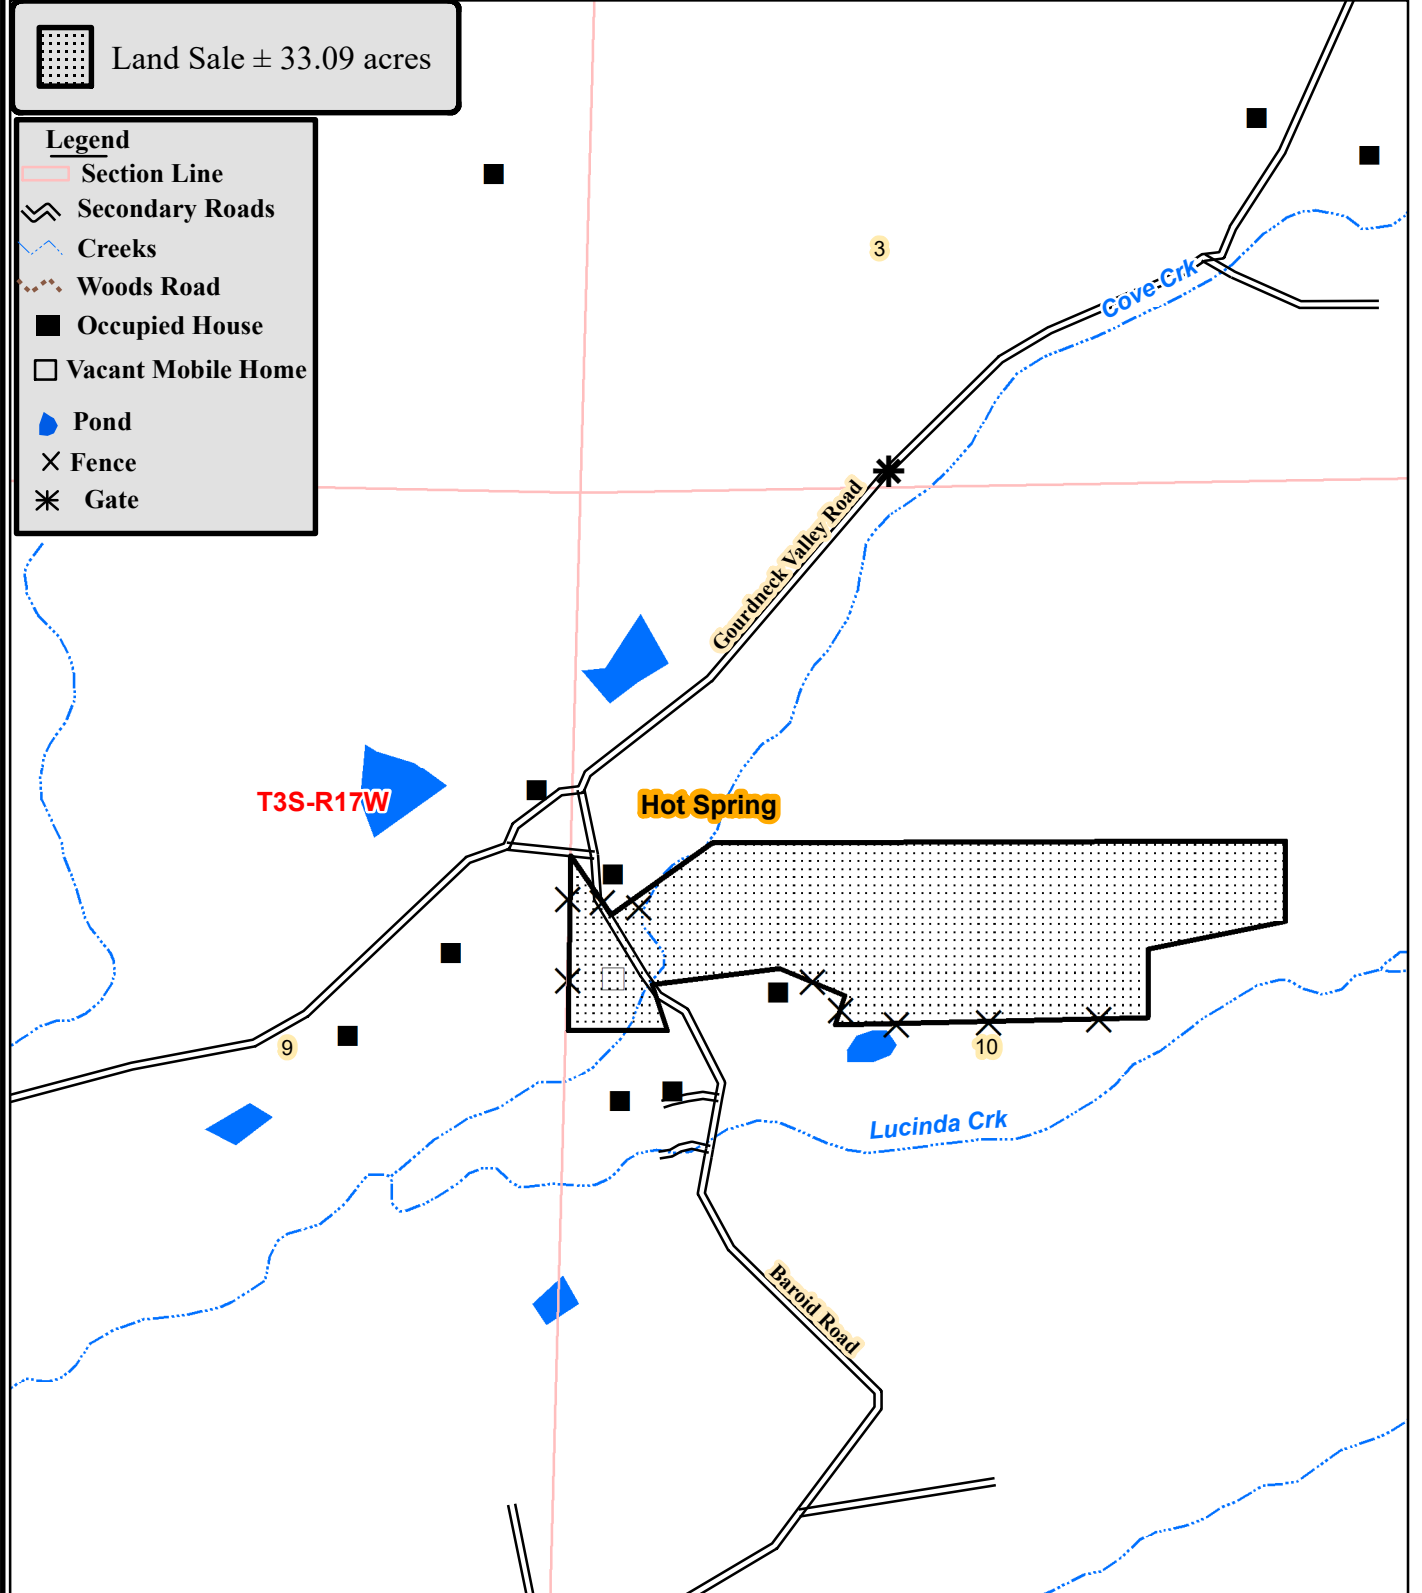 Land Sale ± 33.09 acres
Legend
Section Line
Secondary Roads
Creeks
Woods Road
Occupied House
Vacant Mobile Home
Pond
Fence
Gate
3
Cove Crk
Gourdneck Valley Road
T3S-R17W
Hot Spring
9
10
Lucinda Crk
Baroid Road